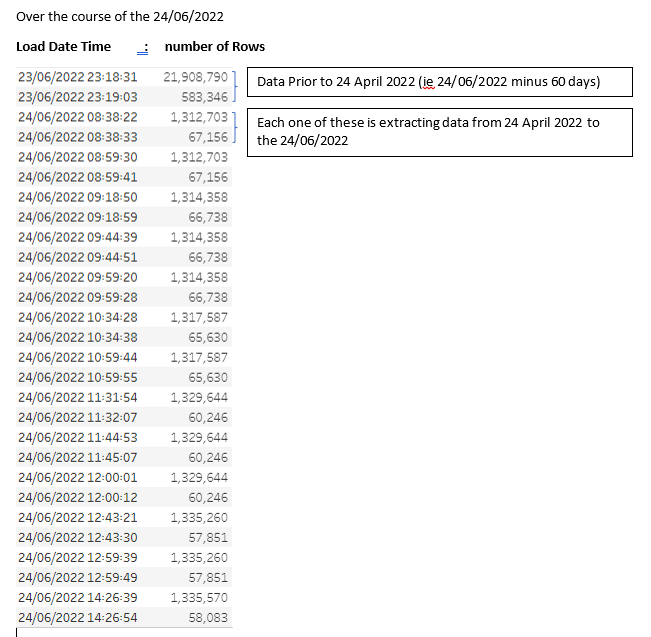 Over the course of the 24/06/2022
Load Date Time : number of Rows
23/06/2022 23:18:31 21,908,790
23/06/2022 23:19:03 583,346
Data Prior to 24 April 2022 (ie 24/06/2022 minus 60 days)
24/06/2022 08:38:22 1,312,703
24/06/2022 08:38:33 67,156
Each one of these is extracting data from 24 April 2022 to
the 24/06/2022
24/06/2022 08:59:30 1,312,703
24/06/2022 08:59:41 67,156
24/06/2022 09:18:50 1,314,358
24/06/2022 09:18:59 66,738
24/06/2022 09:44:39 1,314,358
24/06/2022 09:44:51 66,738
24/06/2022 09:59:20 1,314,358
24/06/2022 09:59:28 66,738
24/06/2022 10:34:28 1,317,587
24/06/2022 10:34:38 65,630
24/06/2022 10:59:44 1,317,587
24/06/2022 10:59:55 65,630
24/06/2022 11:31:54 1,329,644
24/06/2022 11:32:07 60,246
24/06/2022 11:44:53 1,329,644
24/06/2022 11:45:07 60,246
24/06/2022 12:00:01 1,329,644
24/06/2022 12:00:12 60,246
24/06/2022 12:43:21 1,335,260
24/06/2022 12:43:30 57,851
24/06/2022 12:59:39 1,335,260
24/06/2022 12:59:49 57,851
24/06/2022 14:26:39 1,335,570
24/06/2022 14:26:54 58,083